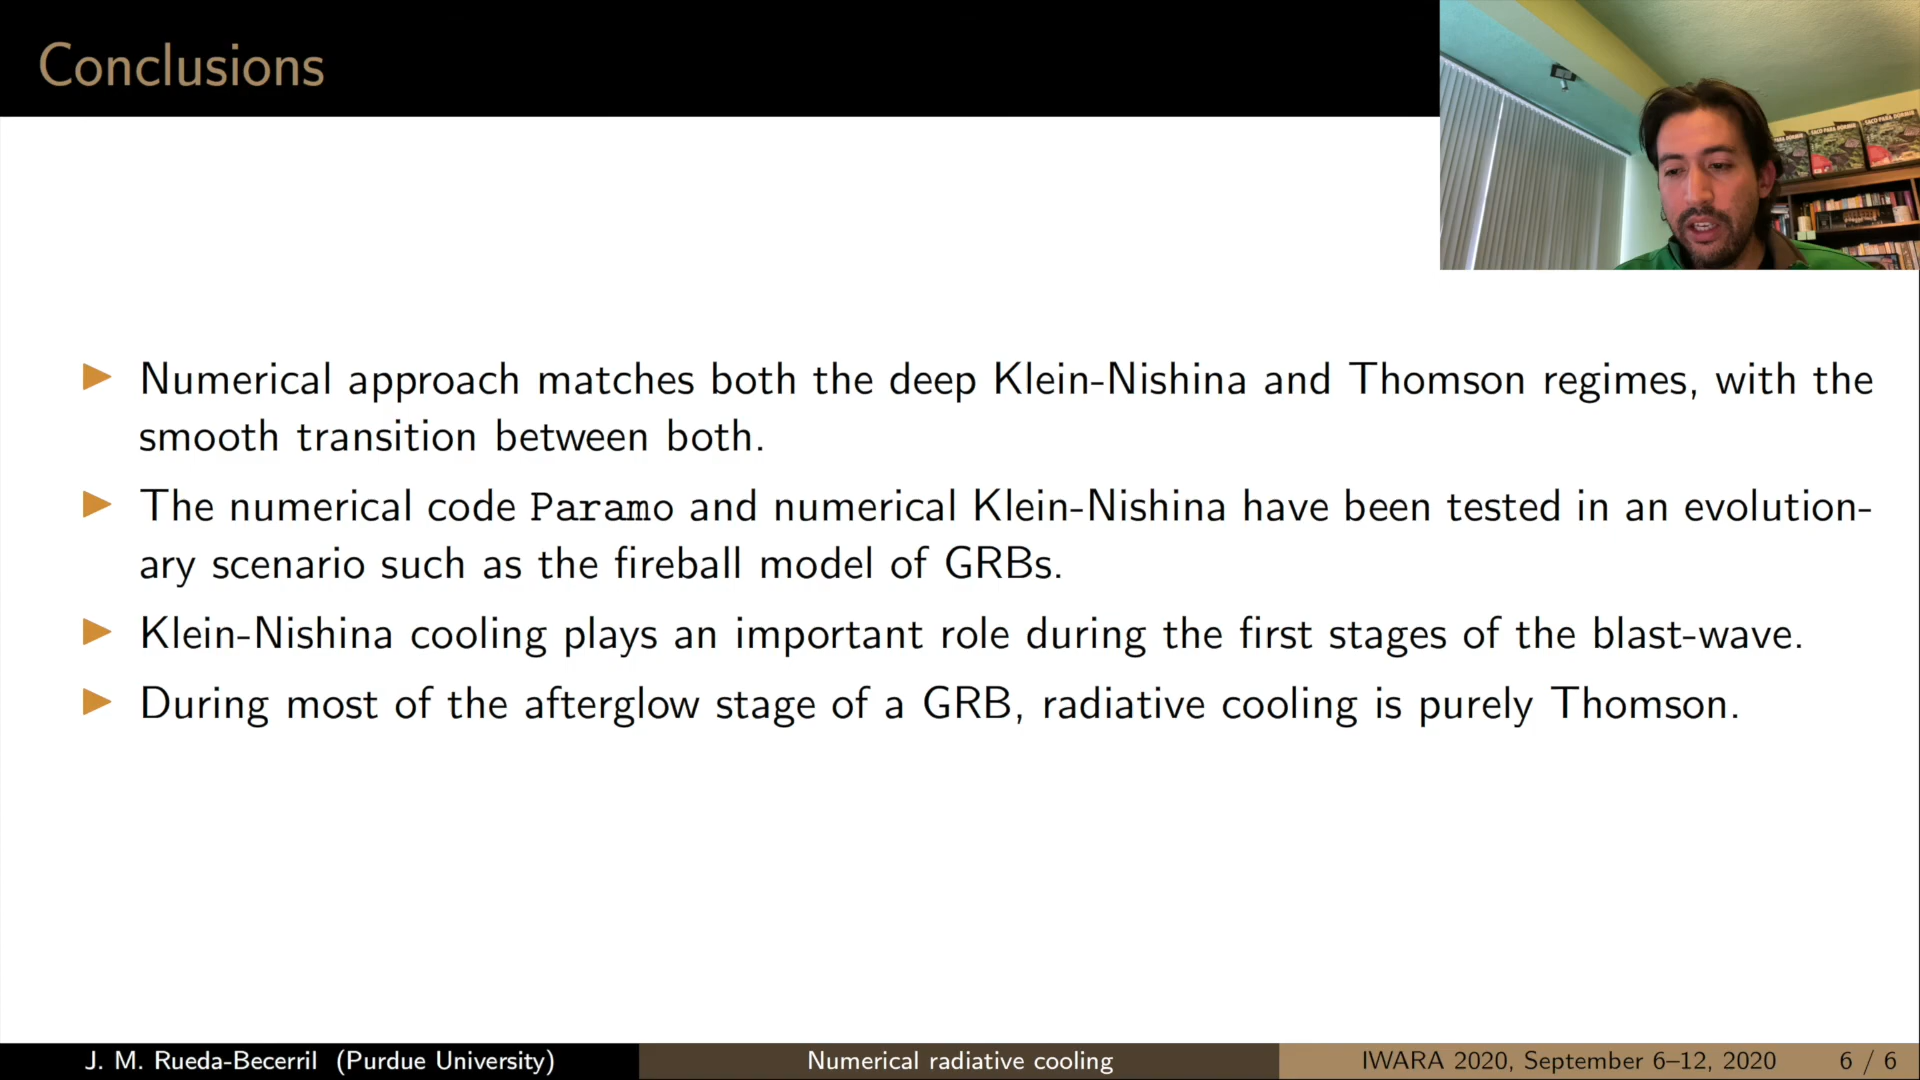 Conclusions
Numerical approach matches both the deep Klein-Nishina and Thomson regimes, with the
smooth transition between both.
The numerical code Paramo and numerical Klein-Nishina have been tested in an evolution-
ary scenario such as the fireball model of GRBs.
Klein-Nishina cooling plays an important role during the first stages of the blast-wave.
During most of the afterglow stage of a GRB, radiative cooling is purely Thomson.
J. M. Rueda-Becerril (Purdue University)
Numerical radiative cooling
IWARA 2020, September 6–12, 2020
6 / 6